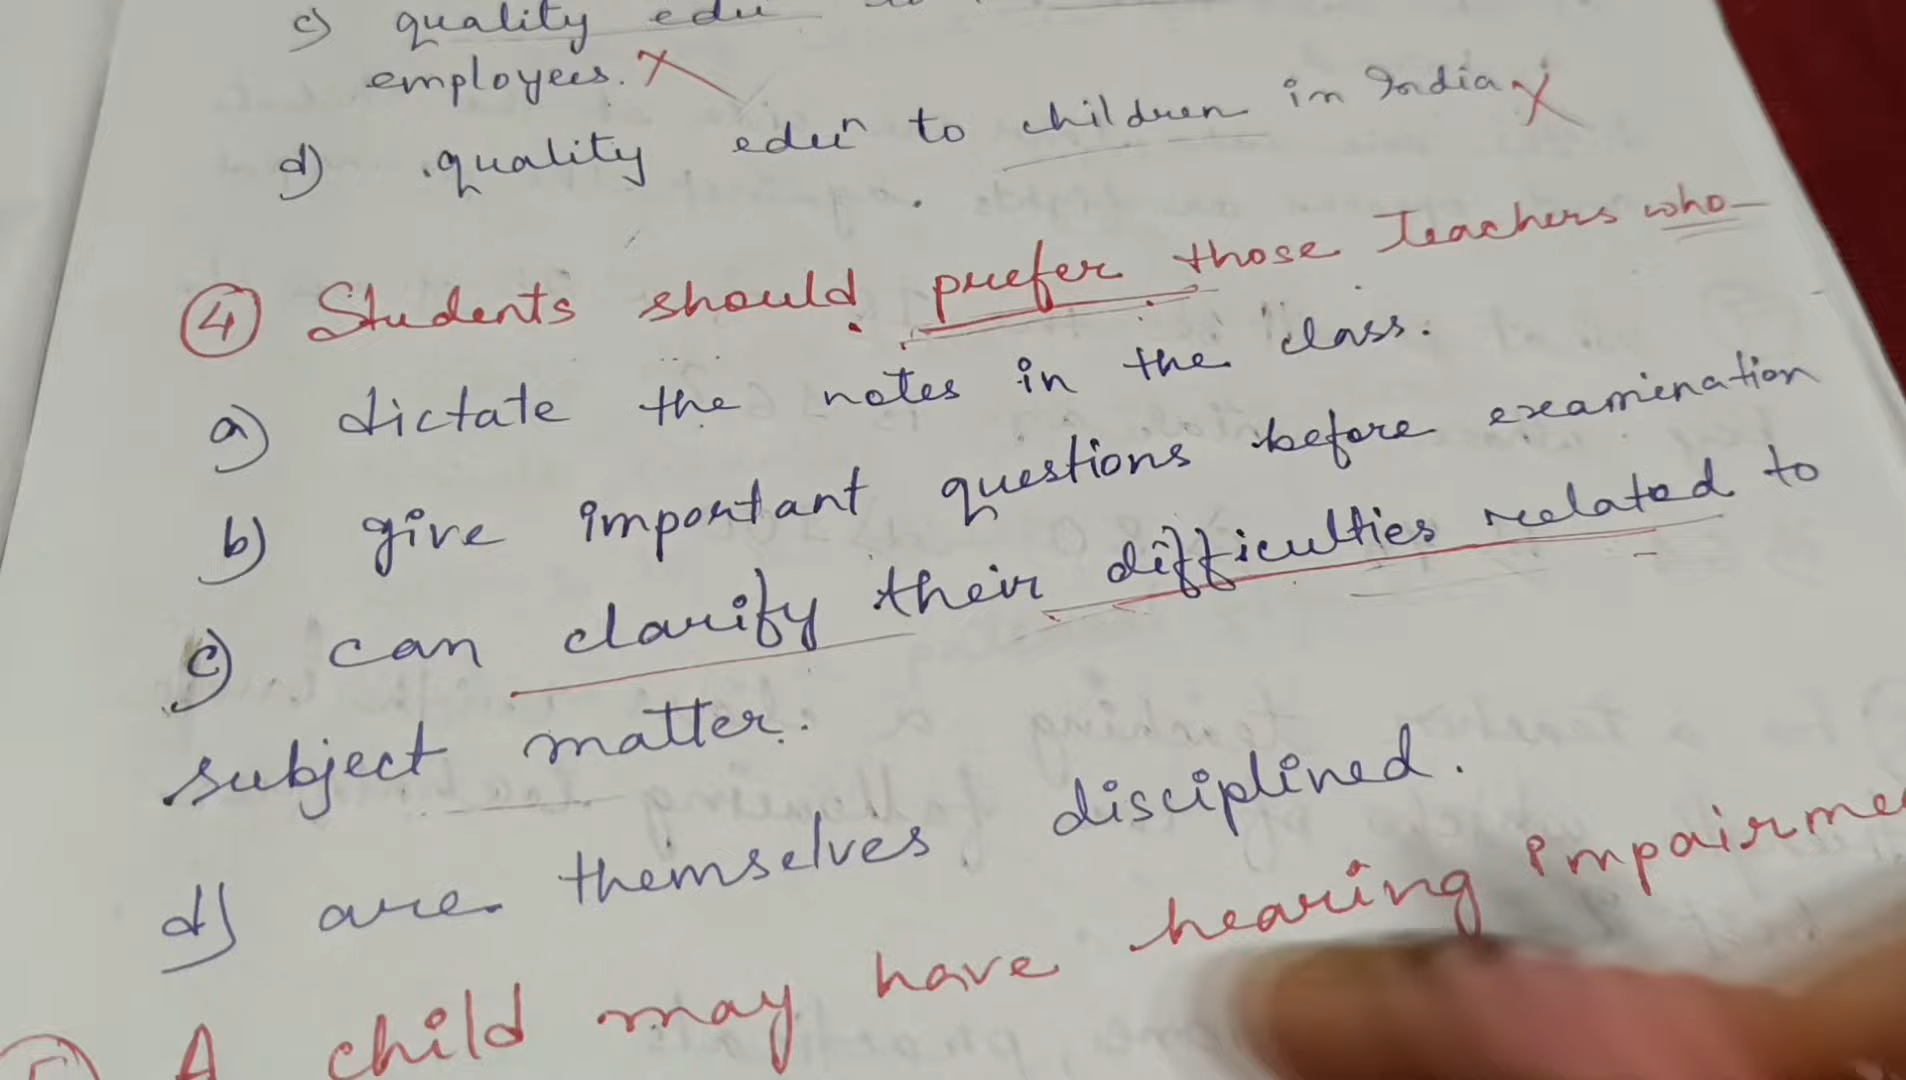 c) quality edu
employees. ×
d) quality eduⁿ to children in India ×
④ Students should prefer those Teachers who—
a) dictate the notes in the class.
b) give important questions before examination
c) can clarify their difficulties related to
subject matter.
d) are themselves disciplined.
A child may have hearing